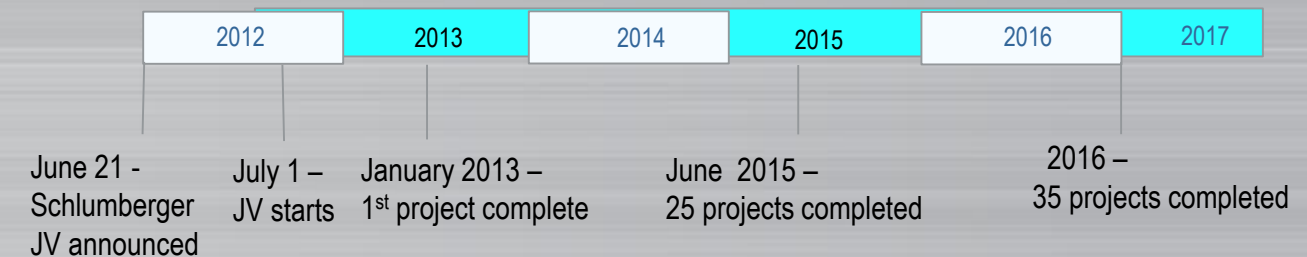 2012 2013 2014 2015 2016 2017
June 21 -
Schlumberger
JV announced
July 1 –
JV starts
January 2013 –
1st project complete
June 2015 –
25 projects completed
2016 –
35 projects completed